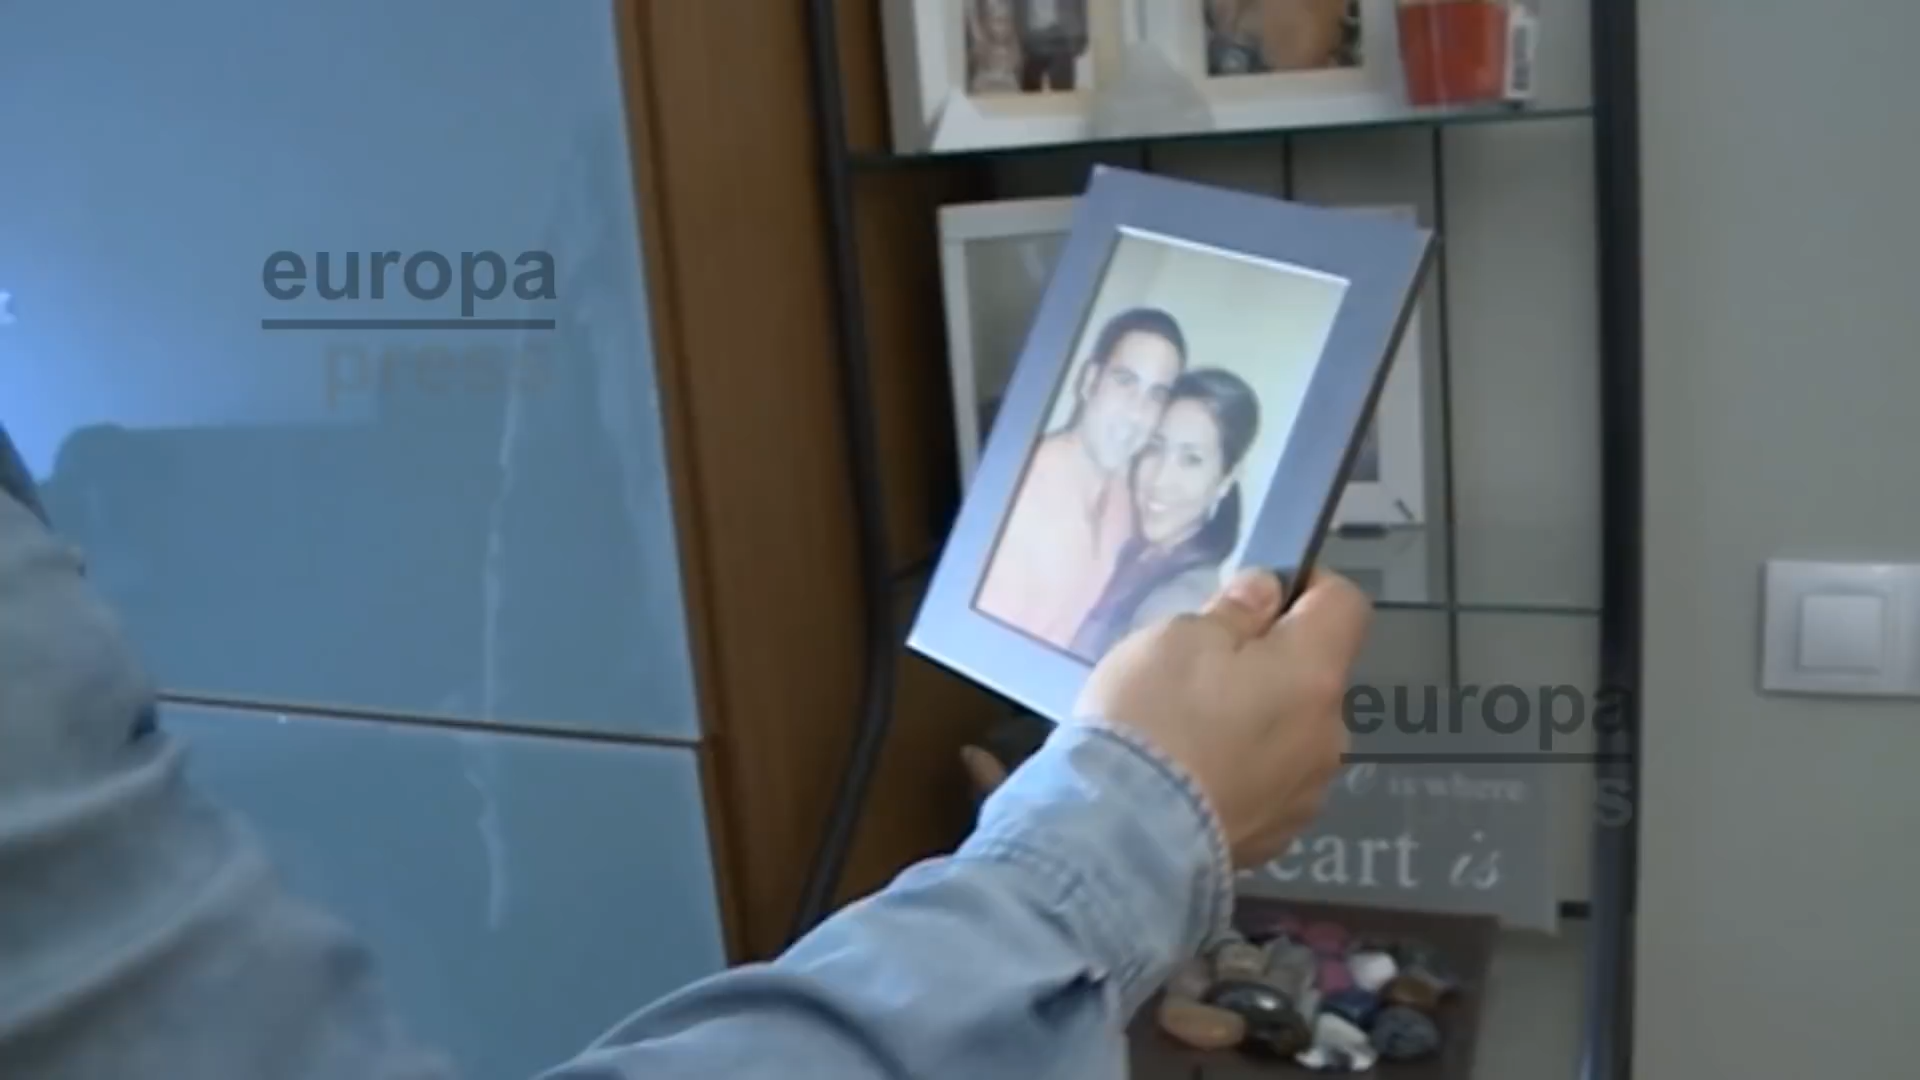 europa
press
europa
s
e is where
eart is